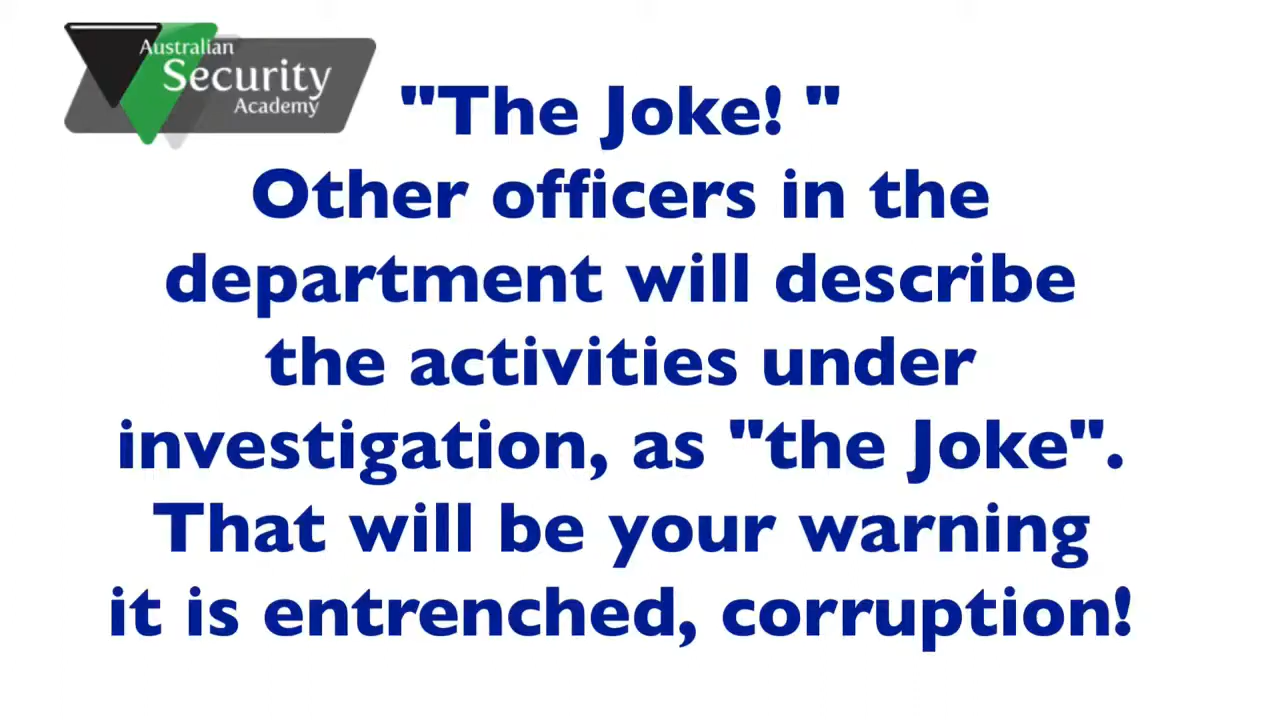 Australian
Security
Academy
"The Joke! "
Other officers in the
department will describe
the activities under
investigation, as "the Joke".
That will be your warning
it is entrenched, corruption!